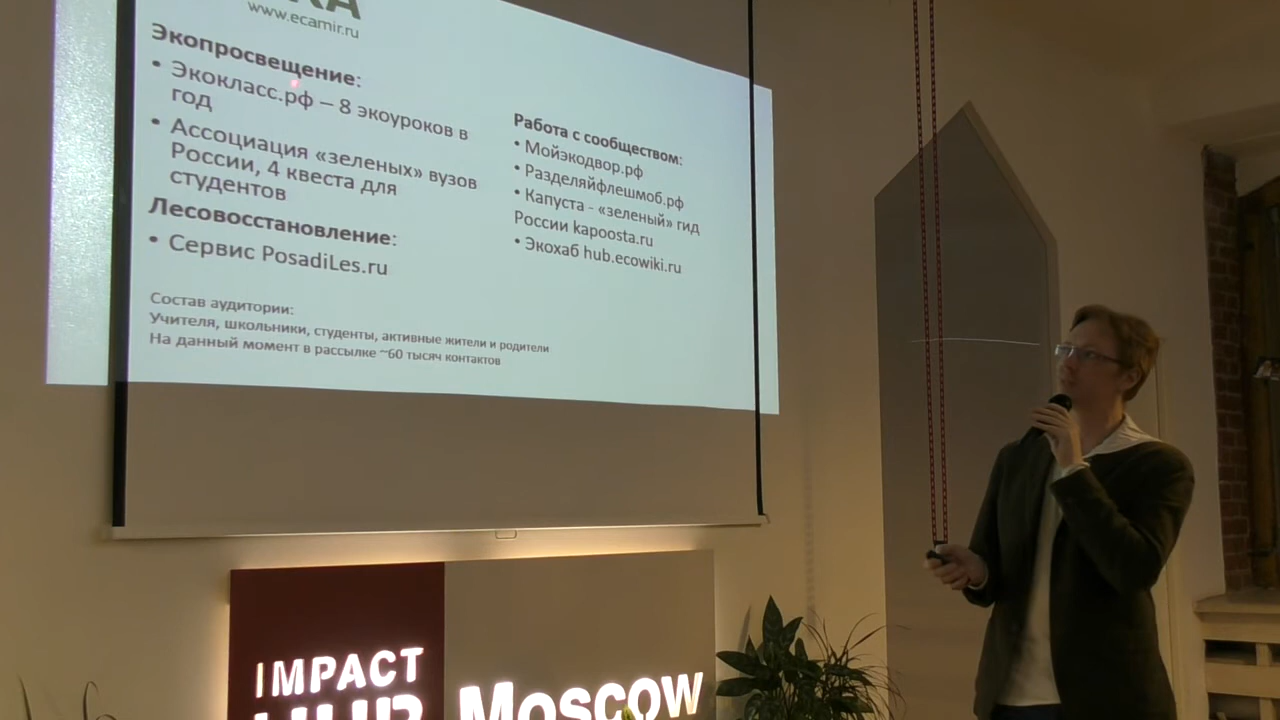 www.ecamir.ru
Экопросвещение:
• Экокласс.рф – 8 экоуроков в
год
• Ассоциация «зеленых» вузов
России, 4 квеста для
студентов
Лесовосстановление:
• Сервис PosadiLes.ru
Работа с сообществом:
• Мойэкодвор.рф
• Разделяйфлешмоб.рф
• Капуста - «зеленый» гид
России kapoosta.ru
• Экохаб hub.ecowiki.ru
Состав аудитории:
Учителя, школьники, студенты, активные жители и родители
На данный момент в рассылке ~60 тысяч контактов
IMPACT
HUB
Moscow